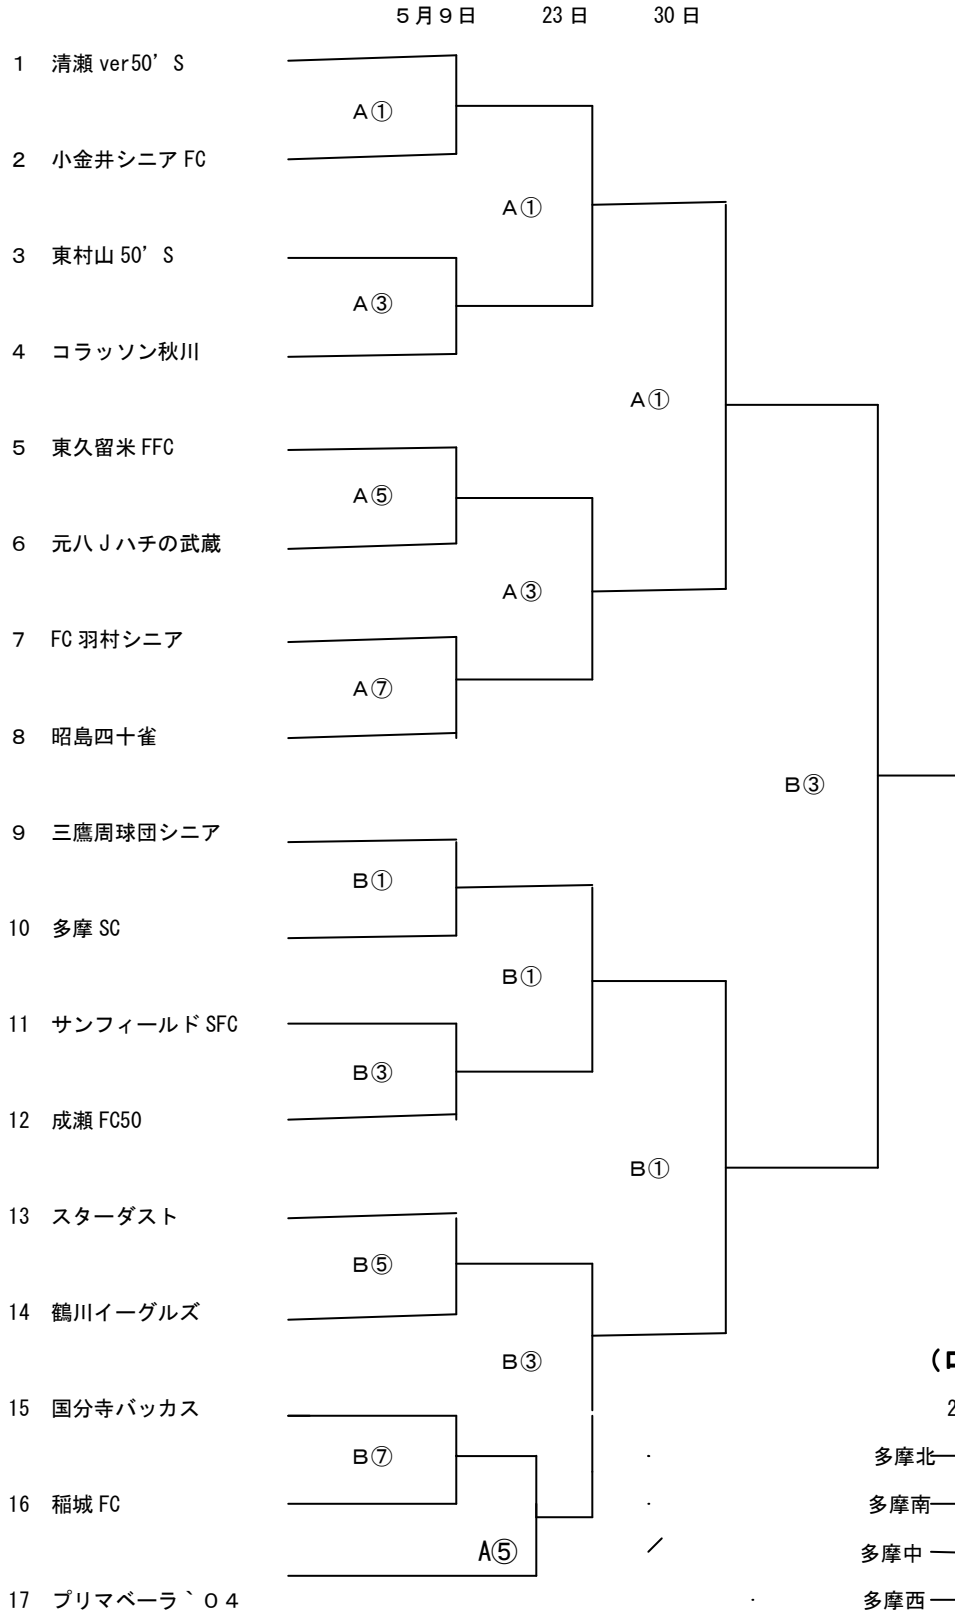 ５月９日 23日 30日
１ 清瀬 ver50’S
A①
２ 小金井シニア FC
A①
３ 東村山 50’S
A③
４ コラッソン秋川
A①
５ 東久留米 FFC
A⑤
６ 元八Ｊハチの武蔵
A③
７ FC 羽村シニア
A⑦
８ 昭島四十雀
B③
９ 三鷹周球団シニア
B①
10 多摩 SC
B①
11 サンフィールド SFC
B③
12 成瀬 FC50
B①
13 スターダスト
B⑤
14 鶴川イーグルズ
B③
15 国分寺バッカス
2
B⑦
多摩北
16 稲城 FC
多摩南
A⑤
多摩中
17 プリマベーラ｀０４
多摩西